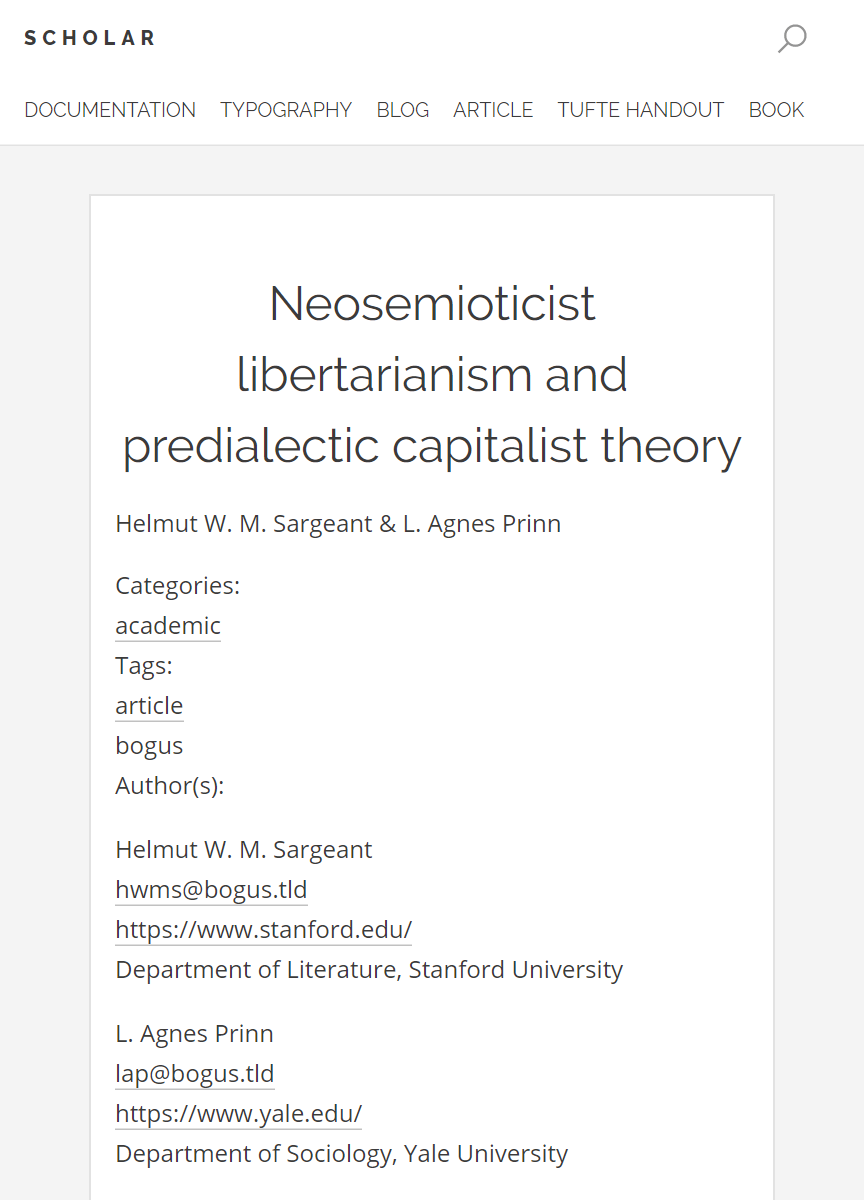 SCHOLAR
DOCUMENTATION TYPOGRAPHY BLOG ARTICLE TUFTE HANDOUT BOOK
Neosemioticist
libertarianism and
predialectic capitalist theory
Helmut W. M. Sargeant & L. Agnes Prinn
Categories:
academic
Tags:
article
bogus
Author(s):
Helmut W. M. Sargeant
hwms@bogus.tld
https://www.stanford.edu/
Department of Literature, Stanford University
L. Agnes Prinn
lap@bogus.tld
https://www.yale.edu/
Department of Sociology, Yale University